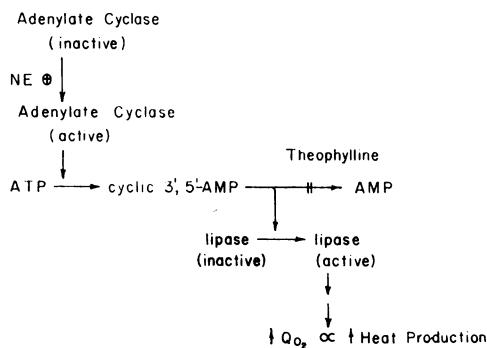 Adenylate Cyclase
(inactive)
NE ⊕
Adenylate Cyclase
(active)
Theophylline
ATP cyclic 3', 5'-AMP AMP
lipase lipase
(inactive) (active)
↑ Qo₂ ∝ ↑ Heat Production